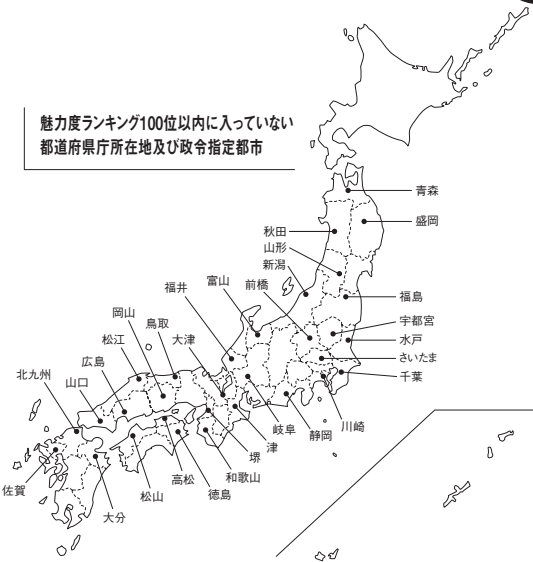 魅力度ランキング100位以内に入っていない
都道府県庁所在地及び政令指定都市
青森
盛岡
秋田
山形
新潟
富山
前橋
福井
福島
岡山
鳥取
宇都宮
松江
大津
水戸
広島
さいたま
北九州
山口
千葉
川崎
岐阜
静岡
津
堺
和歌山
高松
徳島
佐賀
松山
大分